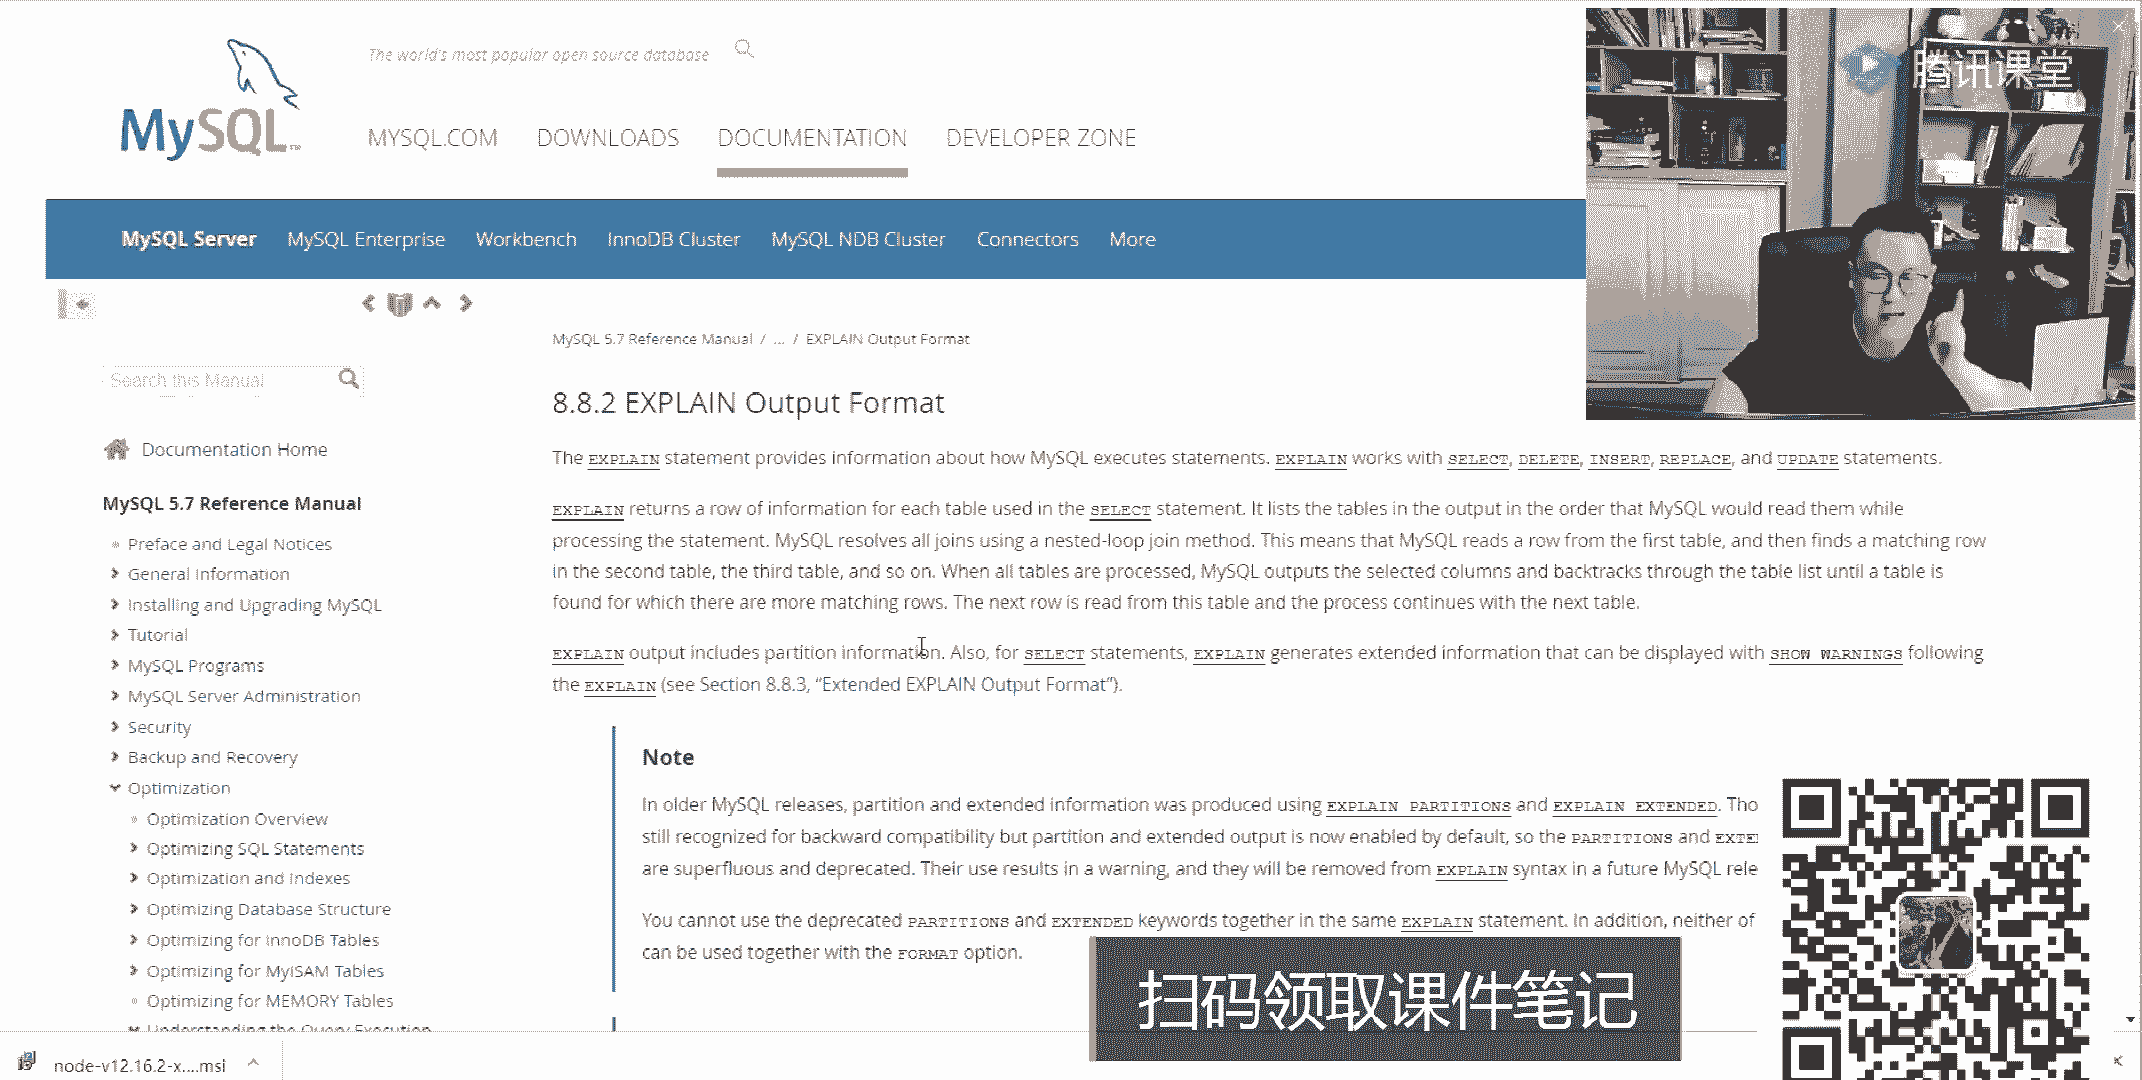 The world's most popular open source database
MySQL™
MYSQL.COM DOWNLOADS DOCUMENTATION DEVELOPER ZONE
腾讯课堂
MySQL Server MySQL Enterprise Workbench InnoDB Cluster MySQL NDB Cluster Connectors More
MySQL 5.7 Reference Manual / ... / EXPLAIN Output Format
Search this Manual
Documentation Home
MySQL 5.7 Reference Manual
Preface and Legal Notices
General Information
Installing and Upgrading MySQL
Tutorial
MySQL Programs
MySQL Server Administration
Security
Backup and Recovery
Optimization
Optimization Overview
Optimizing SQL Statements
Optimization and Indexes
Optimizing Database Structure
Optimizing for InnoDB Tables
Optimizing for MyISAM Tables
Optimizing for MEMORY Tables
Understanding the Query Execution
8.8.2 EXPLAIN Output Format
The EXPLAIN statement provides information about how MySQL executes statements. EXPLAIN works with SELECT, DELETE, INSERT, REPLACE, and UPDATE statements.
EXPLAIN returns a row of information for each table used in the SELECT statement. It lists the tables in the output in the order that MySQL would read them while
processing the statement. MySQL resolves all joins using a nested-loop join method. This means that MySQL reads a row from the first table, and then finds a matching row
in the second table, the third table, and so on. When all tables are processed, MySQL outputs the selected columns and backtracks through the table list until a table is
found for which there are more matching rows. The next row is read from this table and the process continues with the next table.
EXPLAIN output includes partition information. Also, for SELECT statements, EXPLAIN generates extended information that can be displayed with SHOW WARNINGS following
the EXPLAIN (see Section 8.8.3, “Extended EXPLAIN Output Format”).
Note
In older MySQL releases, partition and extended information was produced using EXPLAIN PARTITIONS and EXPLAIN EXTENDED. Tho
still recognized for backward compatibility but partition and extended output is now enabled by default, so the PARTITIONS and EXTE
are superfluous and deprecated. Their use results in a warning, and they will be removed from EXPLAIN syntax in a future MySQL rele
You cannot use the deprecated PARTITIONS and EXTENDED keywords together in the same EXPLAIN statement. In addition, neither of
can be used together with the FORMAT option.
扫码领取课件笔记
node-v12.16.2-x....msi